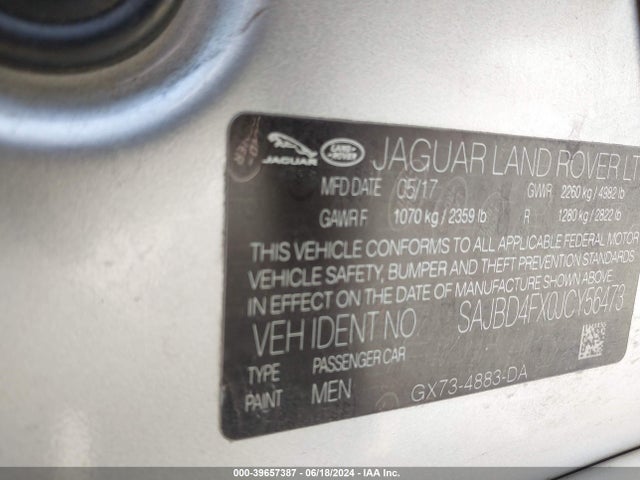 JAGUAR LAND ROVER JAGUAR LAND ROVER LT
MFD DATE 05/17 GVWR 2260 kg / 4982 lb
GAWR F 1070 kg / 2359 lb R 1280 kg / 2822 lb
THIS VEHICLE CONFORMS TO ALL APPLICABLE FEDERAL MOTOR
VEHICLE SAFETY, BUMPER AND THEFT PREVENTION STANDARDS
IN EFFECT ON THE DATE OF MANUFACTURE SHOWN ABOVE.
VEH IDENT NO. SAJBD4FX0JCY56473
TYPE PASSENGER CAR
PAINT MEN GX73-4883-DA
000-39657387 - 06/18/2024 - IAA Inc.